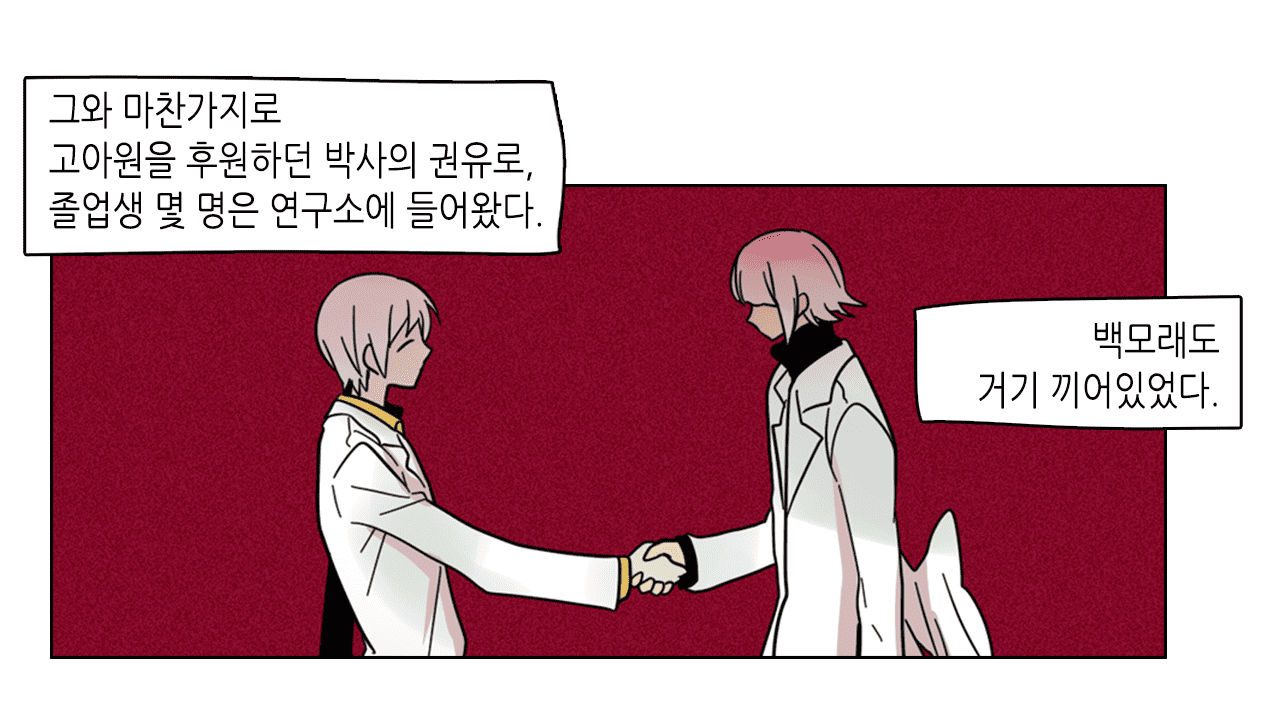 그와 마찬가지로
고아원을 후원하던 박사의 권유로,
졸업생 몇 명은 연구소에 들어왔다.
백모래도
거기 끼어있었다.